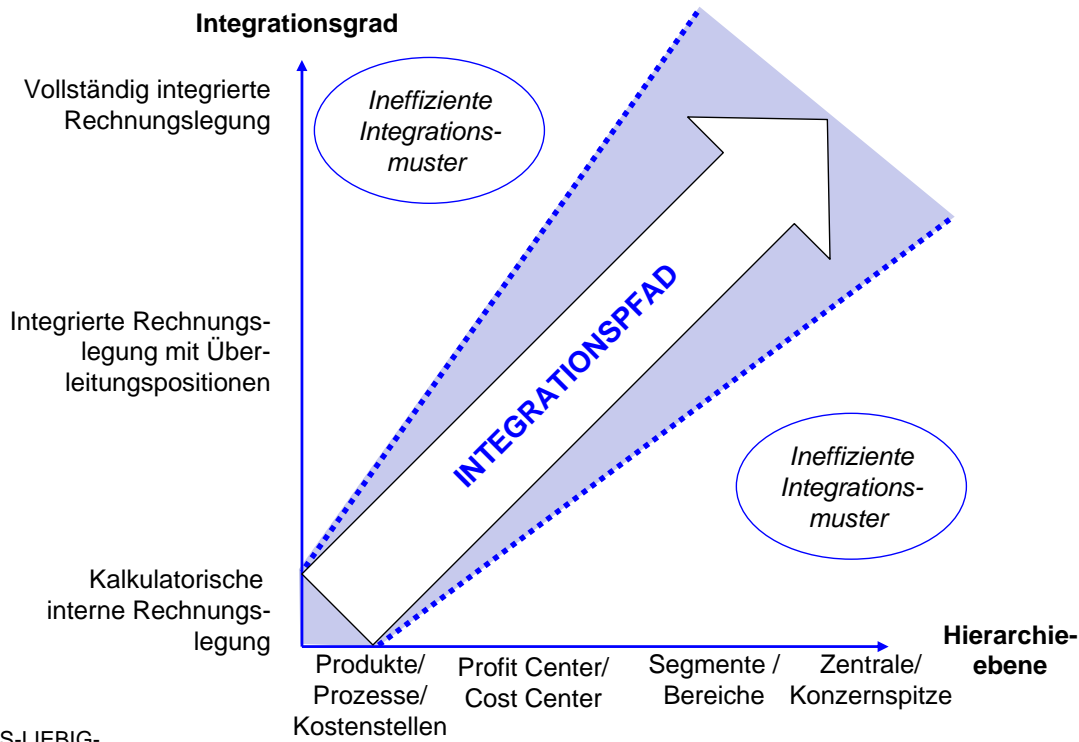 Integrationsgrad
Vollständig integrierte
Rechnungslegung
Ineffiziente
Integrations-
muster
Integrierte Rechnungs-
legung mit Über-
leitungspositionen
INTEGRATIONSPFAD
Ineffiziente
Integrations-
muster
Kalkulatorische
interne Rechnungs-
legung
Hierarchie-
ebene
Produkte/
Prozesse/
Kostenstellen
Profit Center/
Cost Center
Segmente /
Bereiche
Zentrale/
Konzernspitze
S-LIEBIG-